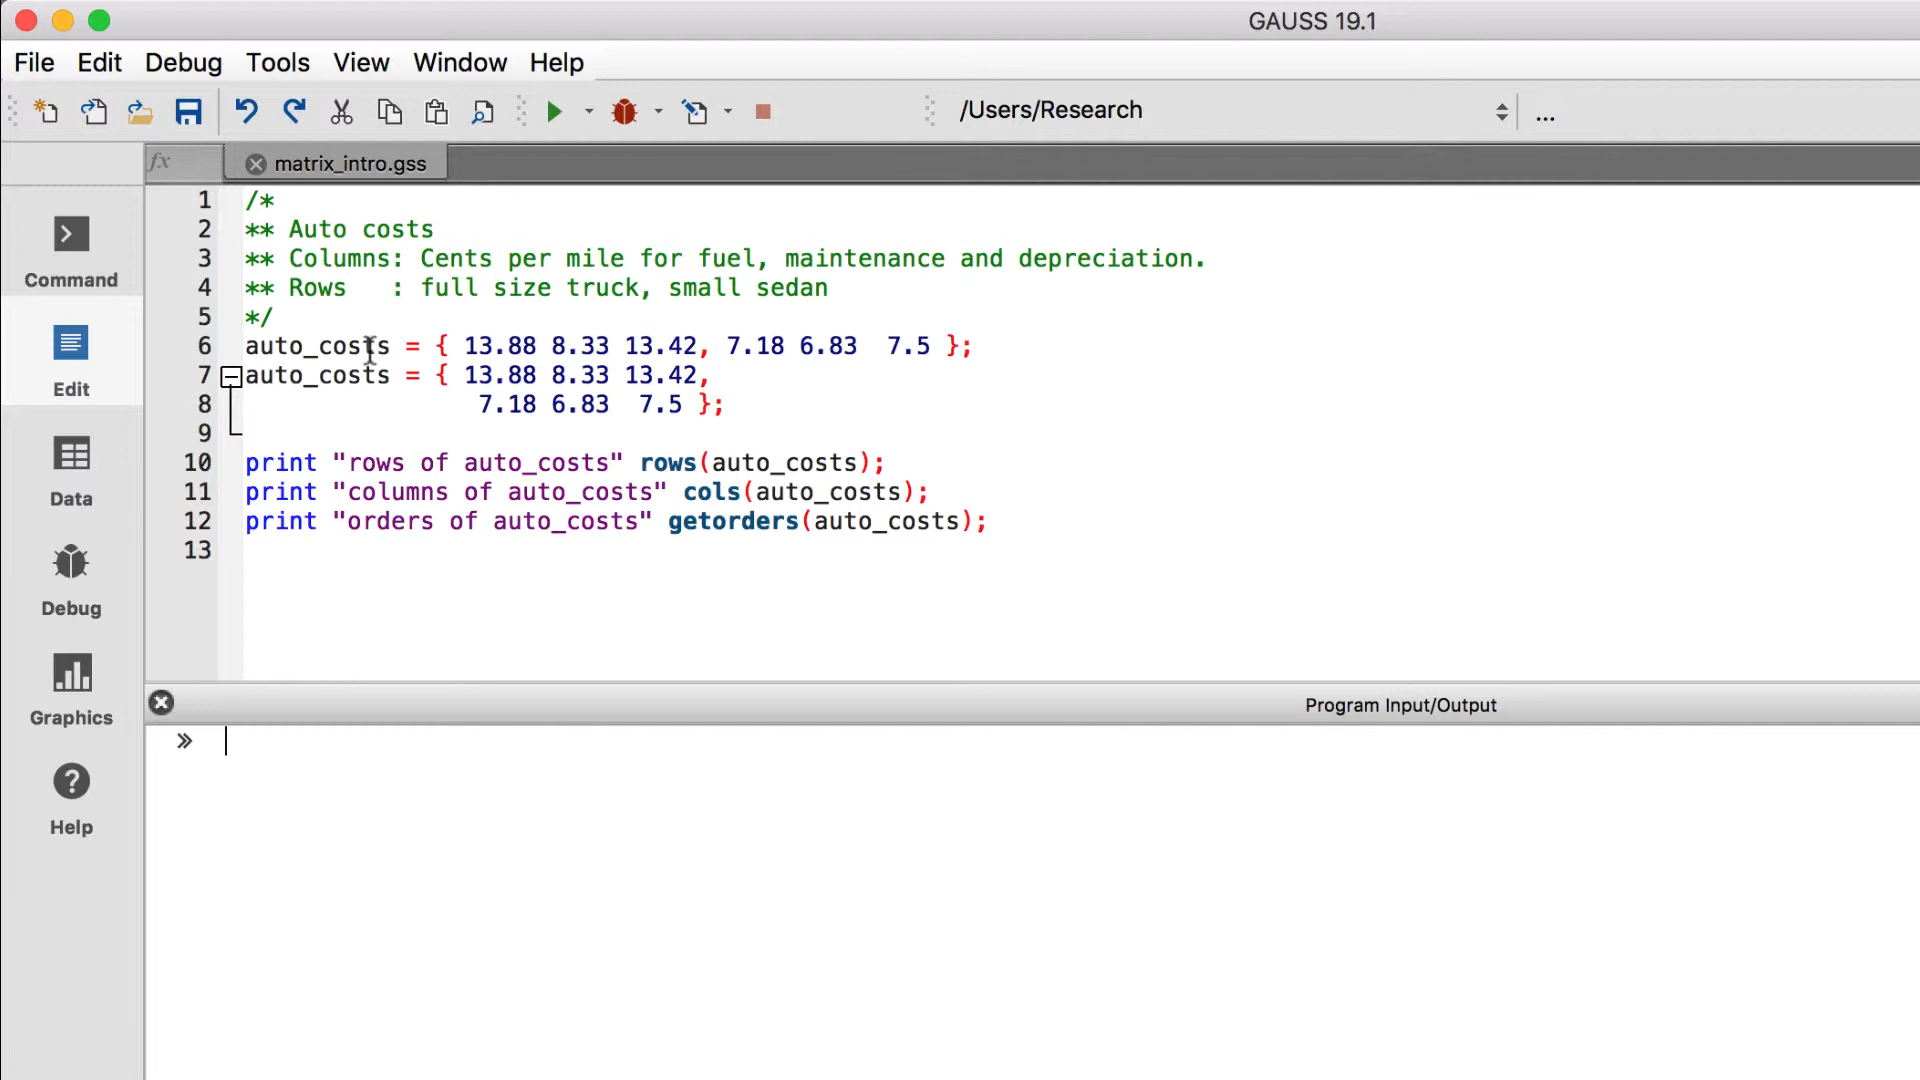 GAUSS 19.1
File Edit Debug Tools View Window Help
/Users/Research ...
fx matrix_intro.gss
1 /*
2 ** Auto costs
3 ** Columns: Cents per mile for fuel, maintenance and depreciation.
4 ** Rows   : full size truck, small sedan
5 */
6 auto_costs = { 13.88 8.33 13.42, 7.18 6.83  7.5 };
7 auto_costs = { 13.88 8.33 13.42,
8                 7.18 6.83  7.5 };
9
10 print "rows of auto_costs" rows(auto_costs);
11 print "columns of auto_costs" cols(auto_costs);
12 print "orders of auto_costs" getorders(auto_costs);
13
Command
Edit
Data
Debug
Graphics
Help
Program Input/Output
»